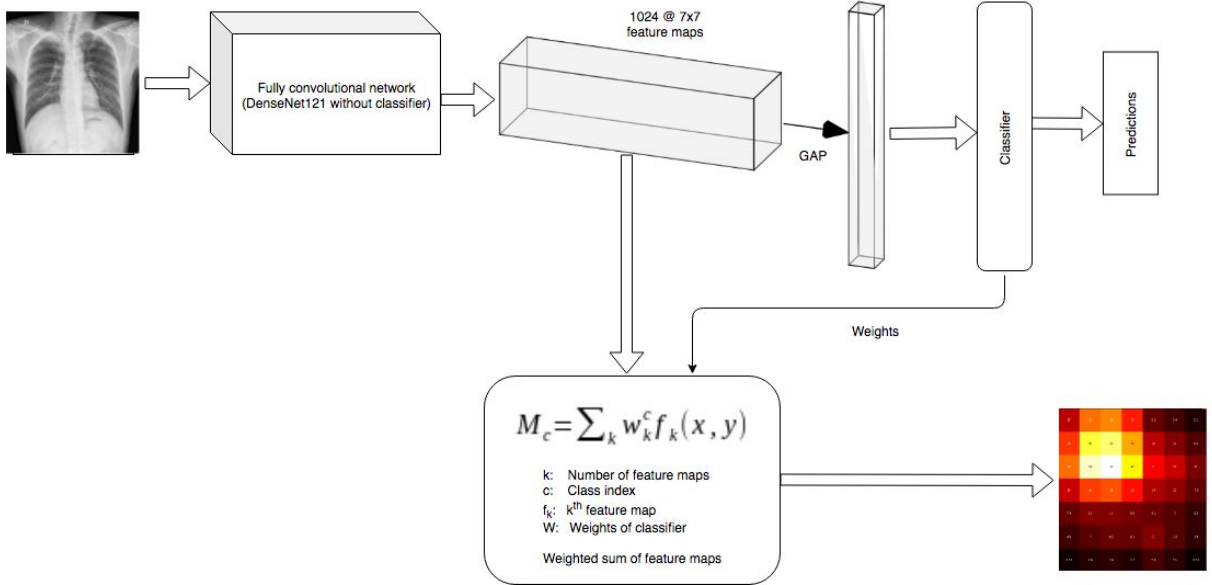 1024 @ 7x7
feature maps
Fully convolutional network
(DenseNet121 without classifier)
GAP
Classifier
Predictions
Weights
M_c=∑_k w_k^c f_k(x, y)
k: Number of feature maps
c: Class index
f_k: k^th feature map
W: Weights of classifier
Weighted sum of feature maps